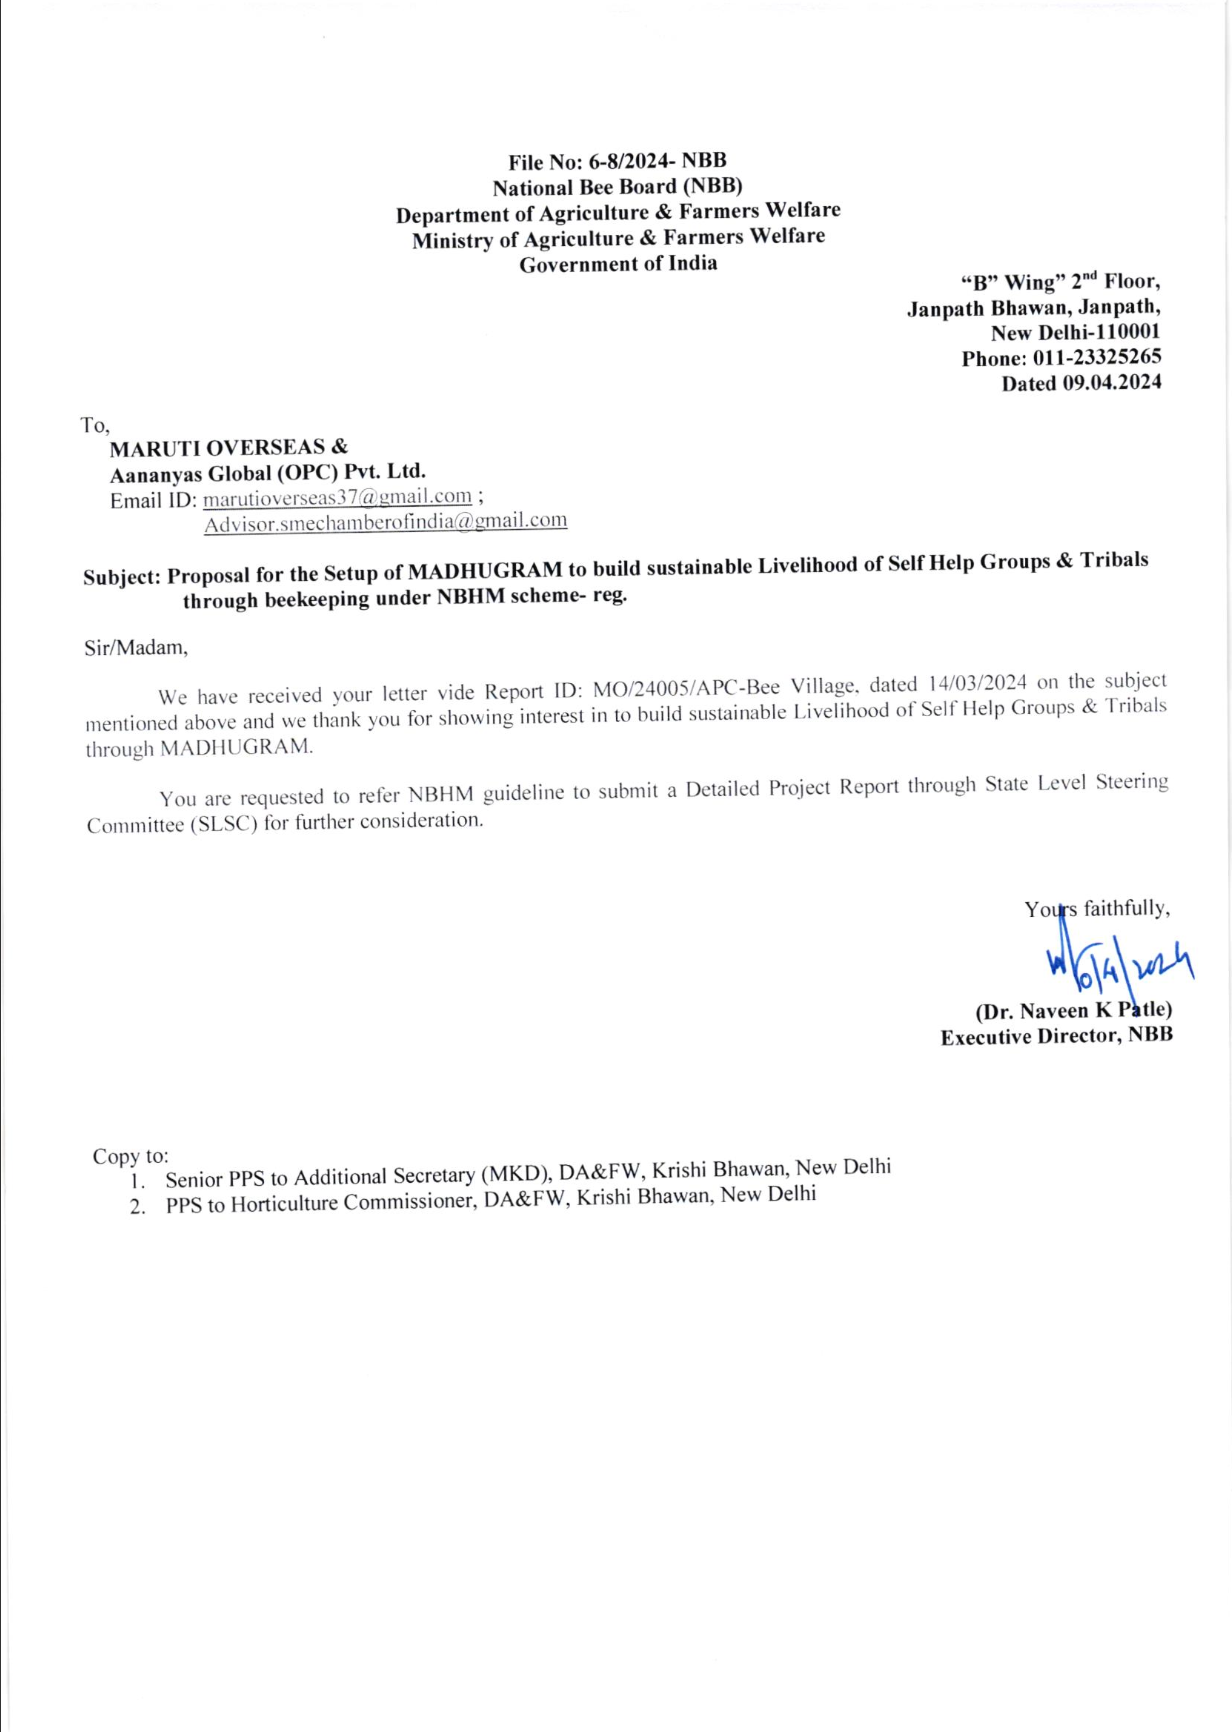 File No: 6-8/2024- NBB
National Bee Board (NBB)
Department of Agriculture & Farmers Welfare
Ministry of Agriculture & Farmers Welfare
Government of India
“B” Wing” 2nd Floor,
Janpath Bhawan, Janpath,
New Delhi-110001
Phone: 011-23325265
Dated 09.04.2024
To,
MARUTI OVERSEAS &
Aananyas Global (OPC) Pvt. Ltd.
Email ID: marutioverseas37@gmail.com ;
Advisor.smechamberofindia@gmail.com
Subject: Proposal for the Setup of MADHUGRAM to build sustainable Livelihood of Self Help Groups & Tribals
through beekeeping under NBHM scheme- reg.
Sir/Madam,
We have received your letter vide Report ID: MO/24005/APC-Bee Village, dated 14/03/2024 on the subject
mentioned above and we thank you for showing interest in to build sustainable Livelihood of Self Help Groups & Tribals
through MADHUGRAM.
You are requested to refer NBHM guideline to submit a Detailed Project Report through State Level Steering
Committee (SLSC) for further consideration.
Yours faithfully,
(Dr. Naveen K Patle)
Executive Director, NBB
Copy to:
1. Senior PPS to Additional Secretary (MKD), DA&FW, Krishi Bhawan, New Delhi
2. PPS to Horticulture Commissioner, DA&FW, Krishi Bhawan, New Delhi